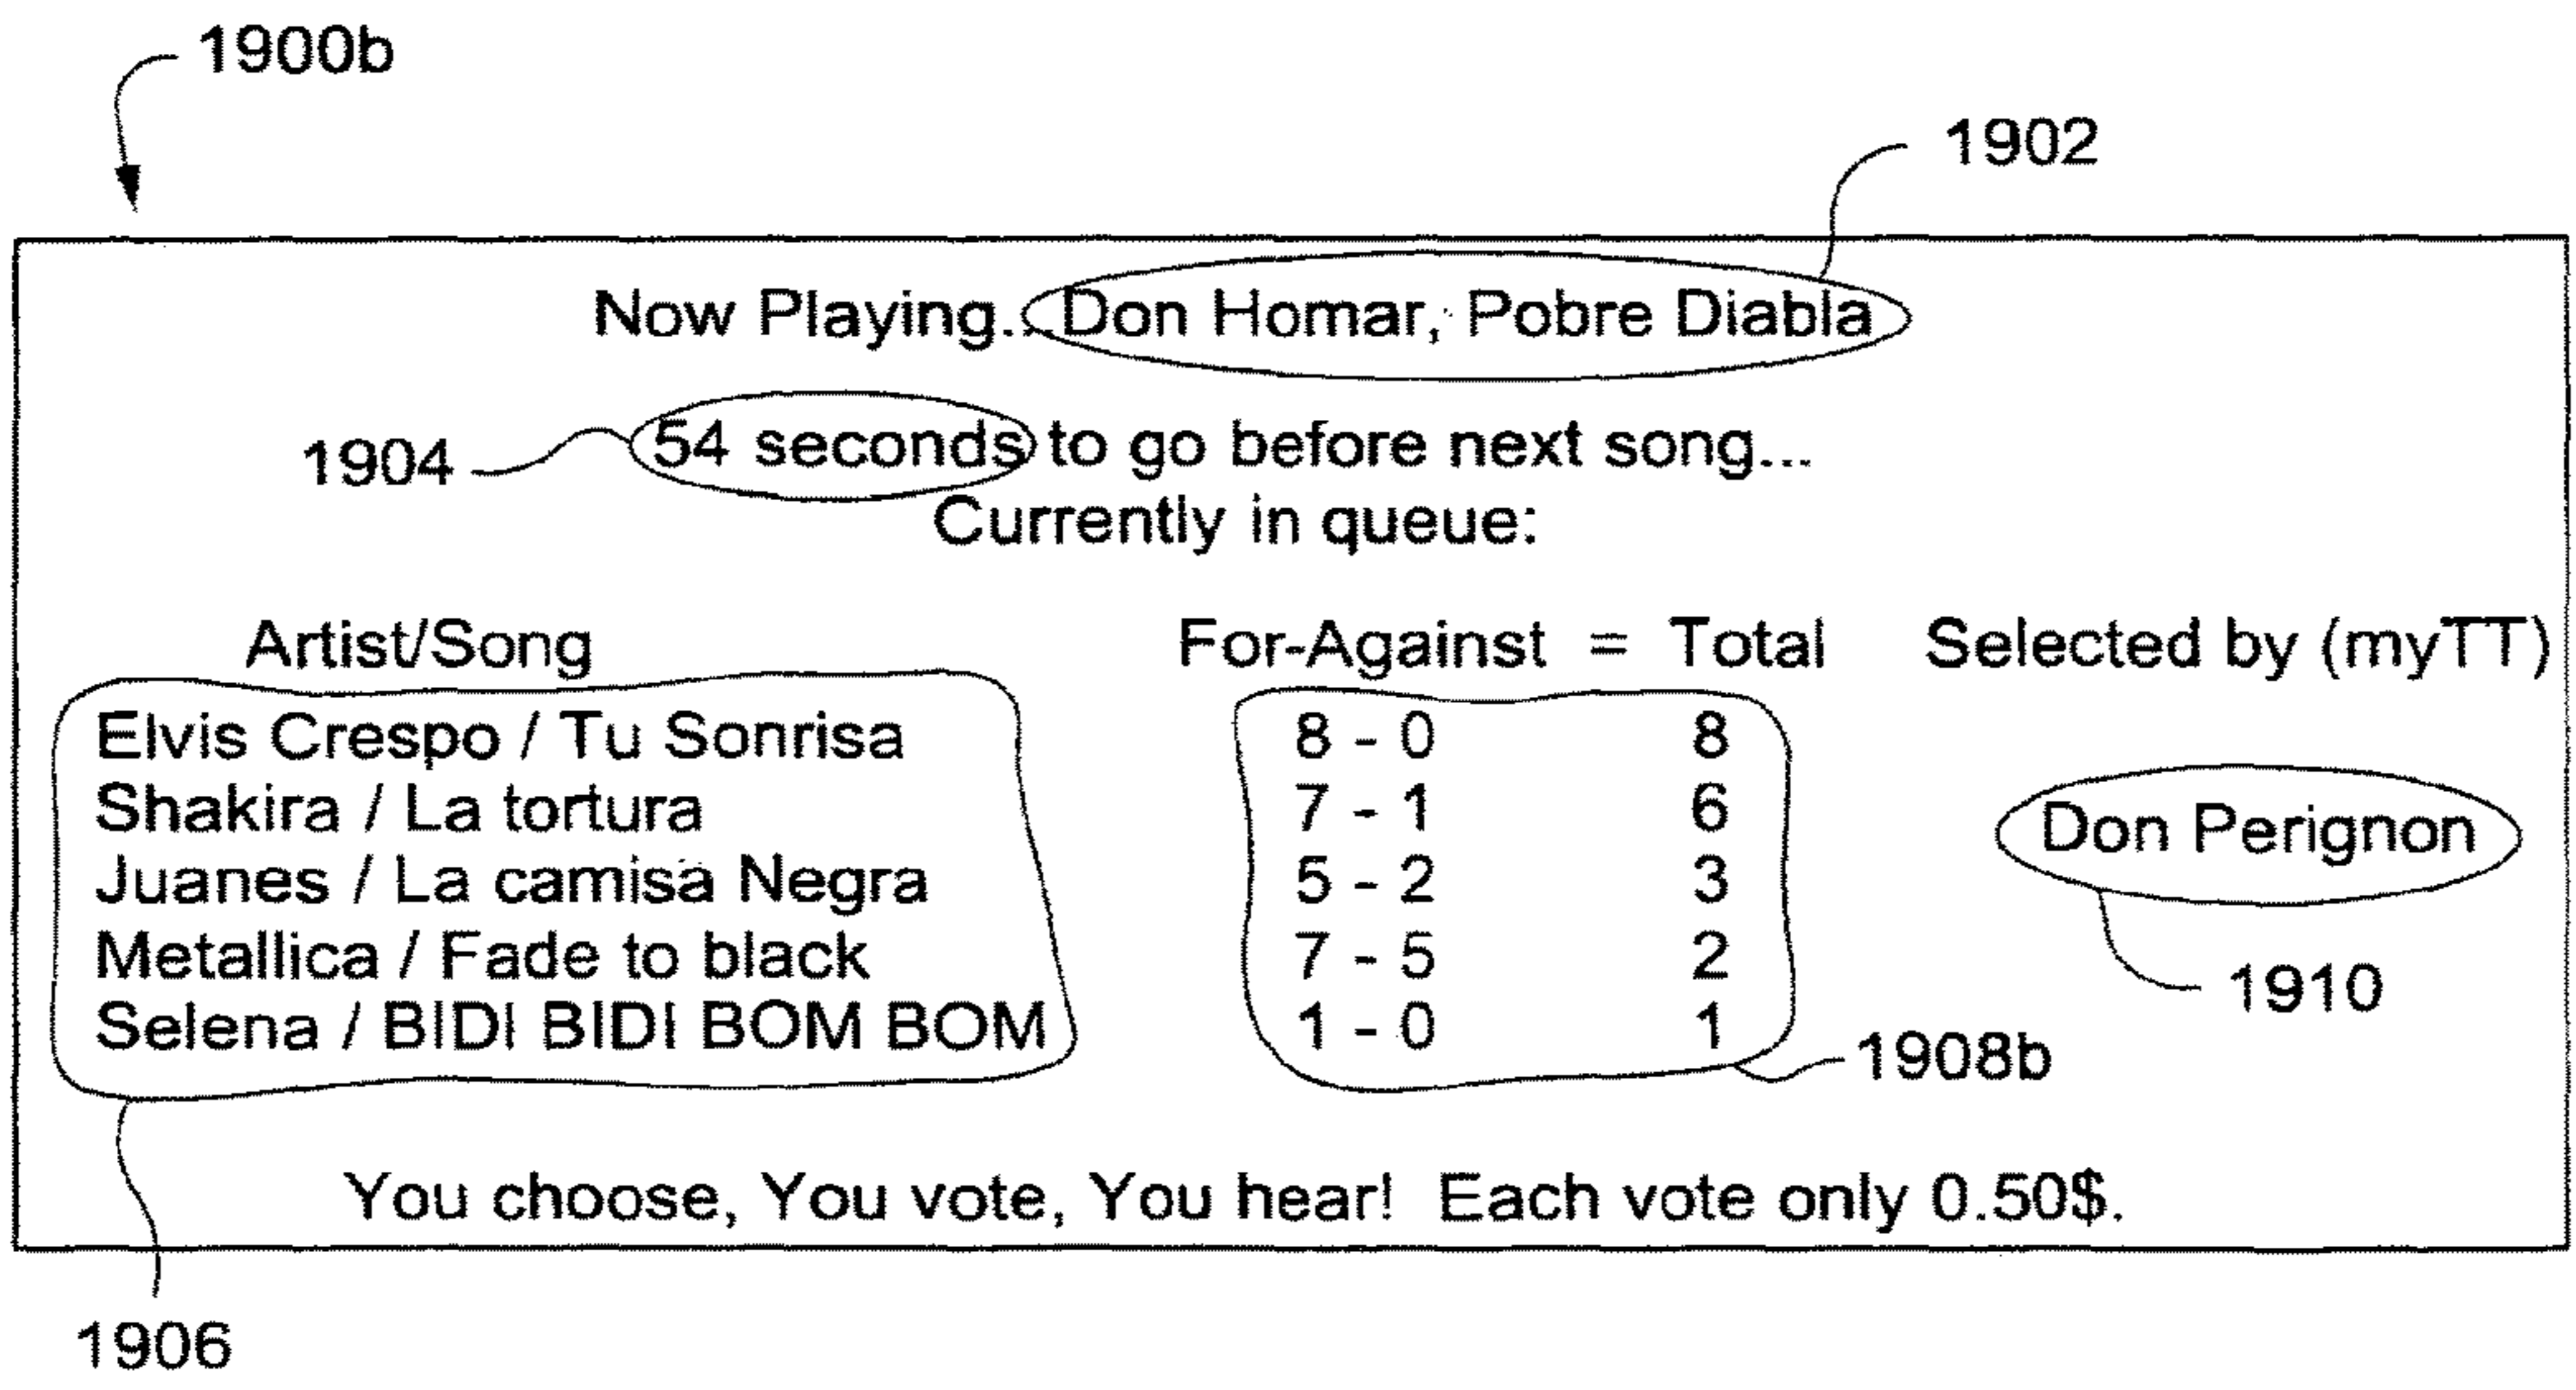 1900b
1902
Now Playing...Don Homar, Pobre Diabla
1904 54 seconds to go before next song...
Currently in queue:
Artist/Song For-Against = Total Selected by (myTT)
Elvis Crespo / Tu Sonrisa 8 - 0 8
Shakira / La tortura 7 - 1 6
Don Perignon
Juanes / La camisa Negra 5 - 2 3
Metallica / Fade to black 7 - 5 2
1910
Selena / BIDI BIDI BOM BOM 1 - 0 1
1908b
You choose, You vote, You hear! Each vote only 0.50$.
1906